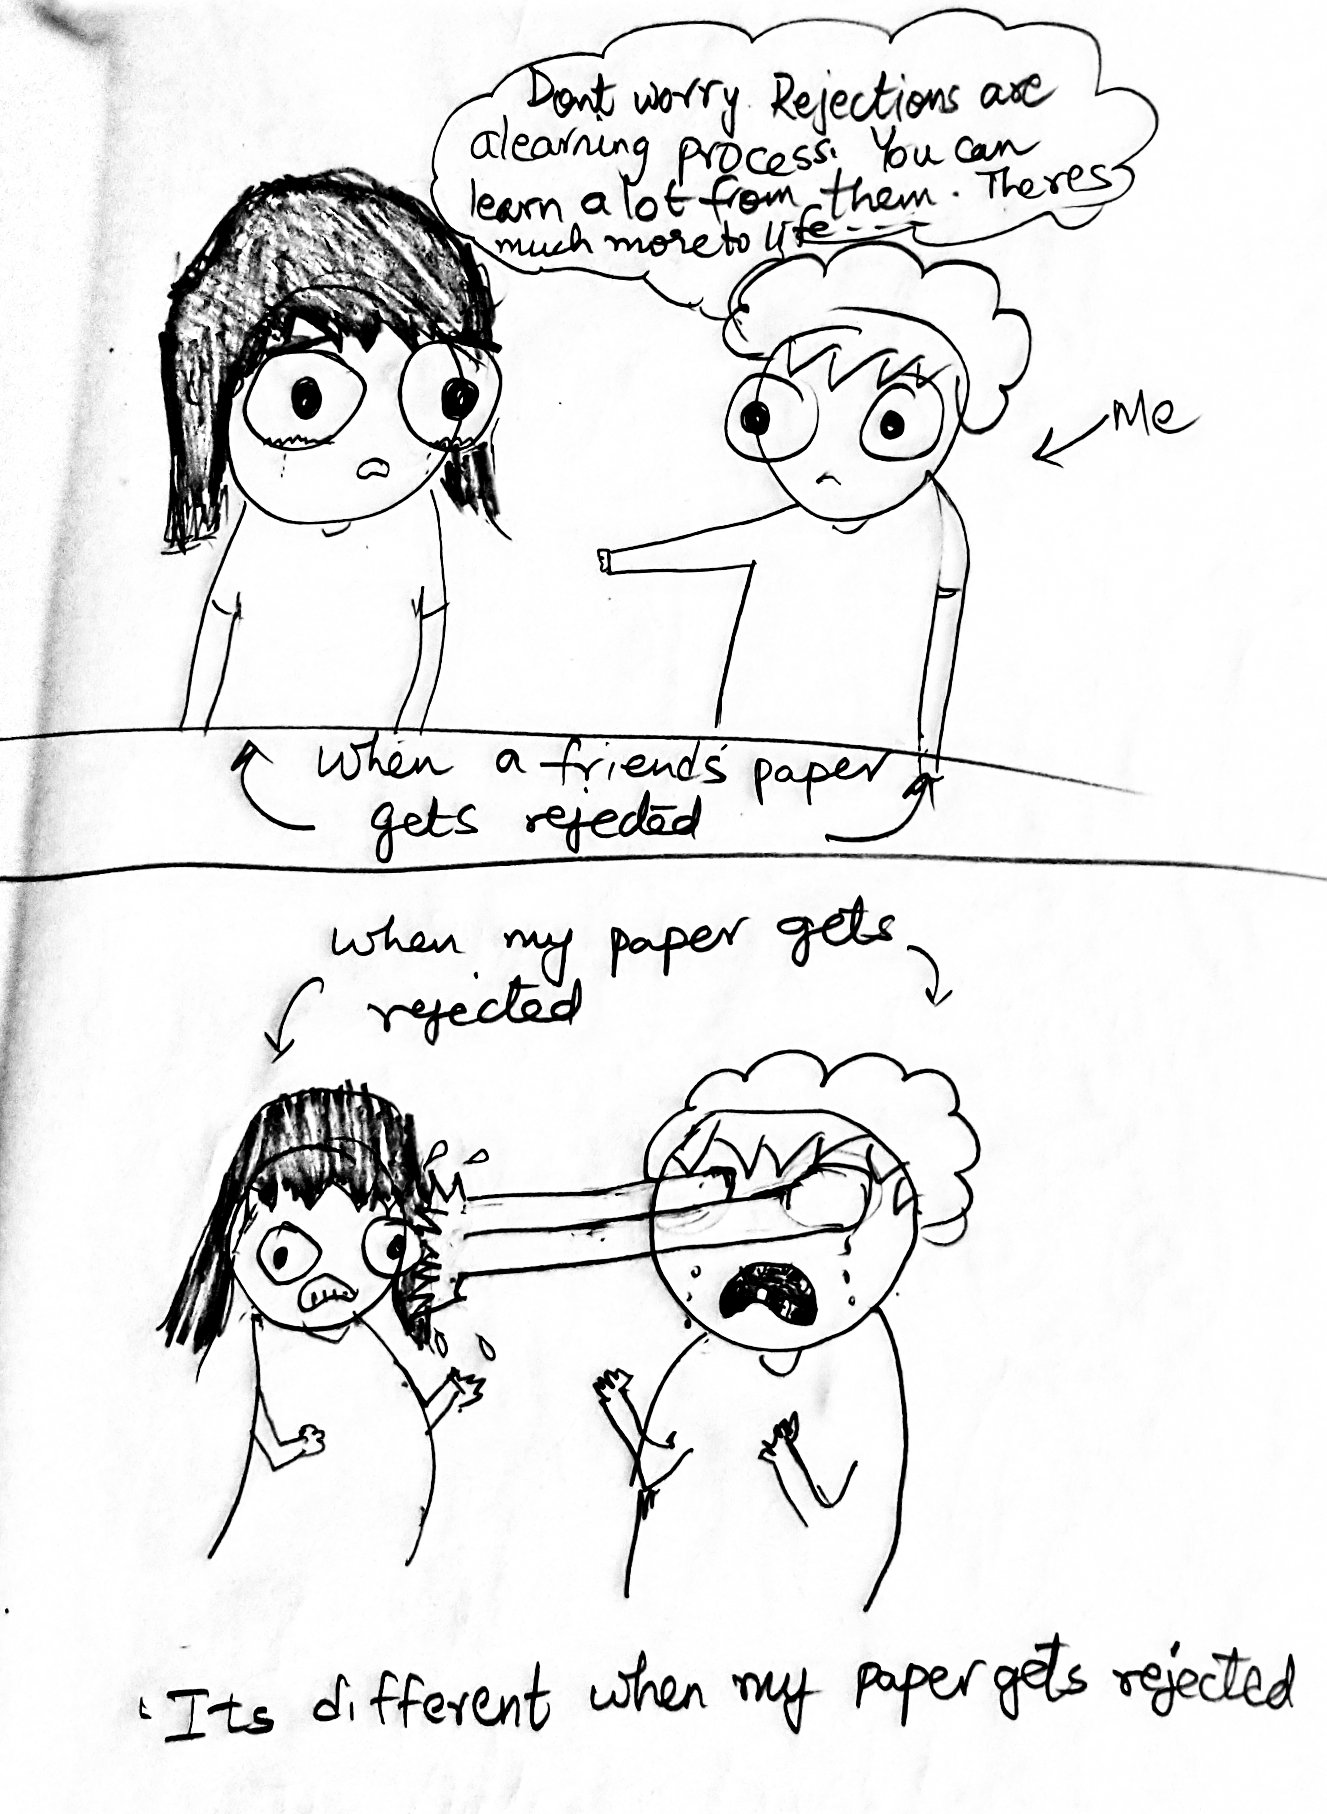 Dont worry. Rejections are
alearning process. You can
learn a lot from them. Theres
much more to life----
Me
When a friends' paper
gets rejected
When my paper gets
rejected
Its different when my paper gets rejected